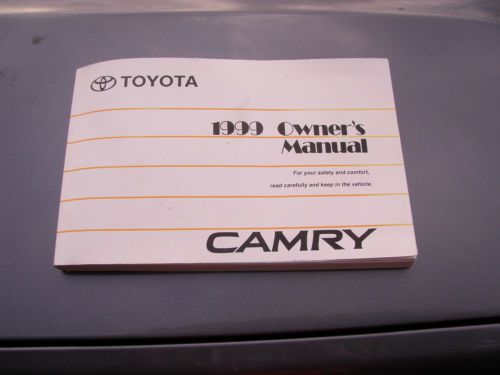 TOYOTA
1999 Owner's
Manual
For your safety and comfort,
read carefully and keep in the vehicle.
CAMRY